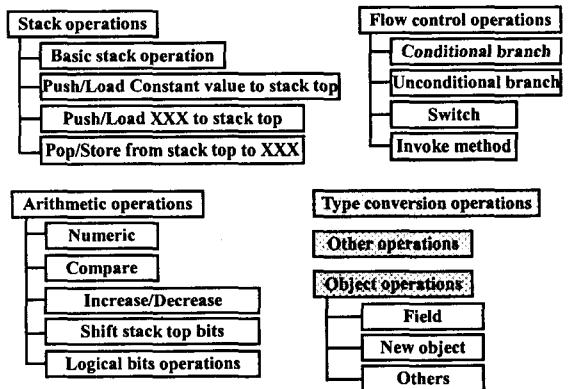 Stack operations
Basic stack operation
Push/Load Constant value to stack top
Push/Load XXX to stack top
Pop/Store from stack top to XXX
Flow control operations
Conditional branch
Unconditional branch
Switch
Invoke method
Arithmetic operations
Numeric
Compare
Increase/Decrease
Shift stack top bits
Logical bits operations
Type conversion operations
Other operations
Object operations
Field
New object
Others